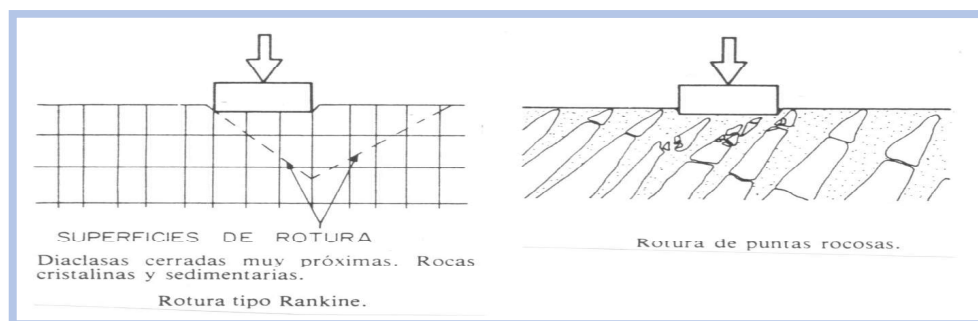 SUPERFICIES DE ROTURA
Diaclasas cerradas muy próximas. Rocas
cristalinas y sedimentarias.
Rotura tipo Rankine.
Rotura de puntas rocosas.